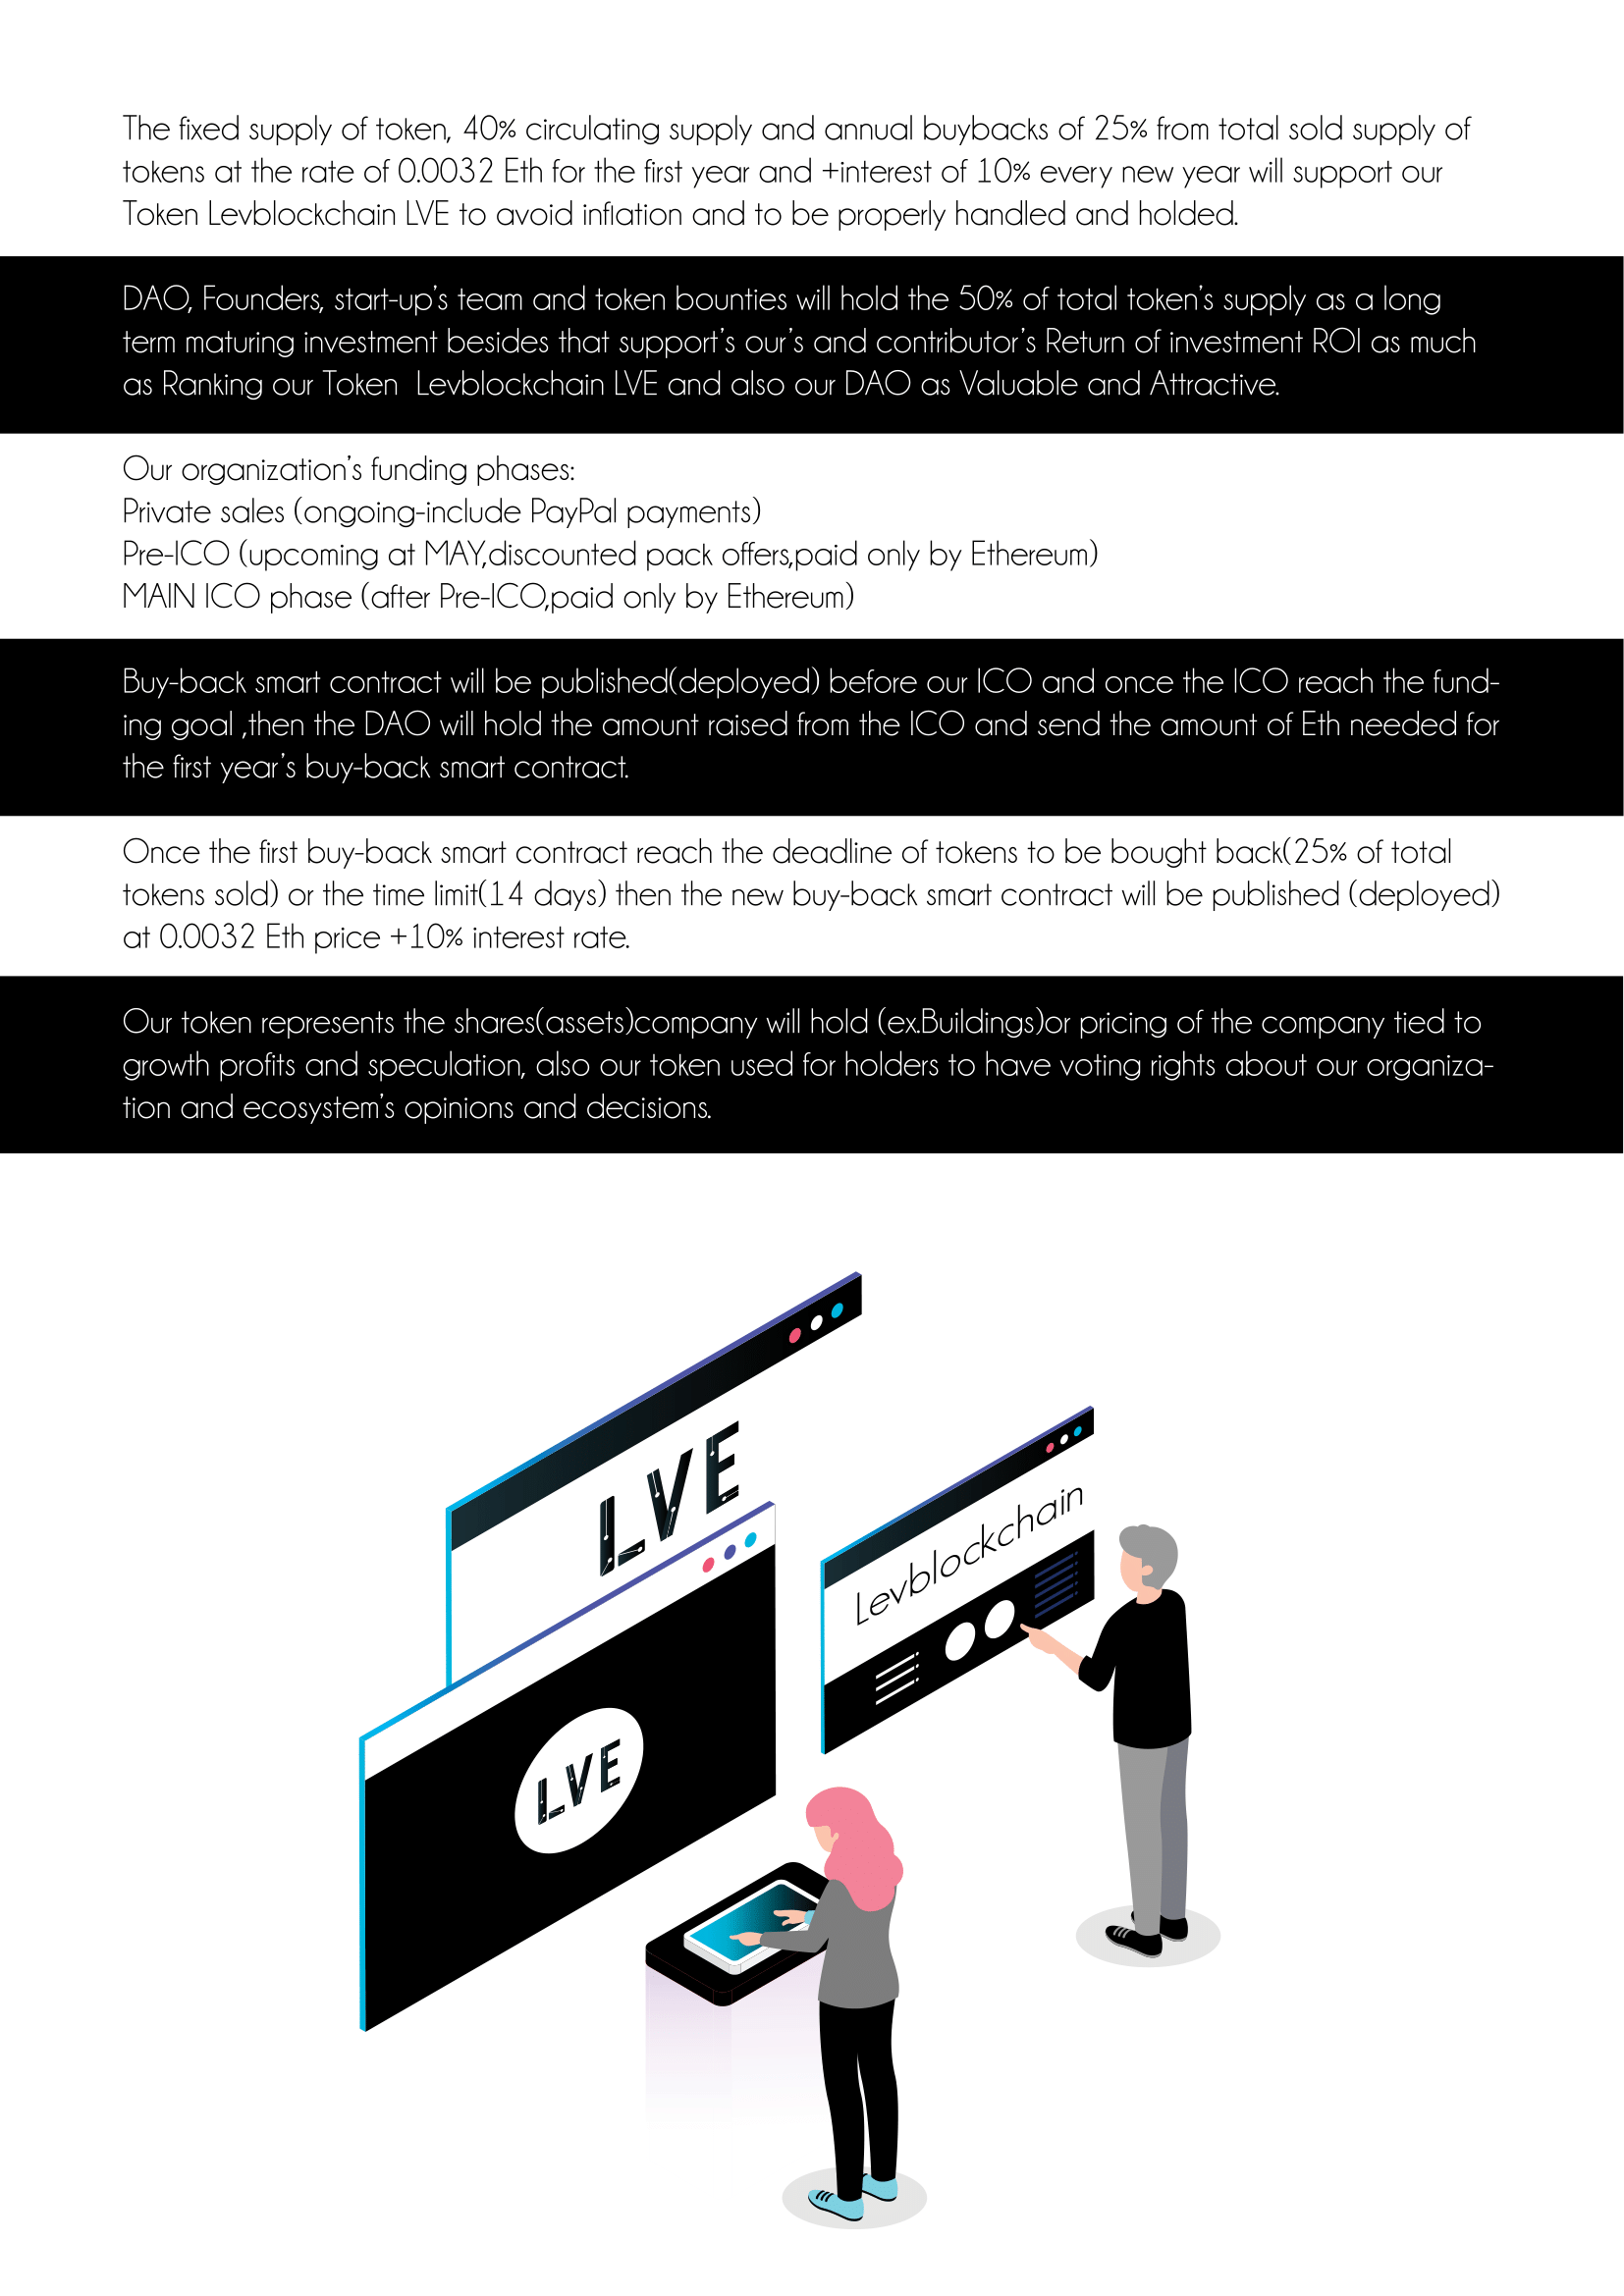 The fixed supply of token, 40% circulating supply and annual buybacks of 25% from total sold supply of
tokens at the rate of 0.0032 Eth for the first year and +interest of 10% every new year will support our
Token Levblockchain LVE to avoid inflation and to be properly handled and holded.
DAO, Founders, start-up's team and token bounties will hold the 50% of total token's supply as a long
term maturing investment besides that support's our's and contributor's Return of investment ROI as much
as Ranking our Token Levblockchain LVE and also our DAO as Valuable and Attractive.
Our organization's funding phases:
Private sales (ongoing-include PayPal payments)
Pre-ICO (upcoming at MAY,discounted pack offers,paid only by Ethereum)
MAIN ICO phase (after Pre-ICO,paid only by Ethereum)
Buy-back smart contract will be published(deployed) before our ICO and once the ICO reach the fund-
ing goal ,then the DAO will hold the amount raised from the ICO and send the amount of Eth needed for
the first year's buy-back smart contract.
Once the first buy-back smart contract reach the deadline of tokens to be bought back(25% of total
tokens sold) or the time limit(14 days) then the new buy-back smart contract will be published (deployed)
at 0.0032 Eth price +10% interest rate.
Our token represents the shares(assets)company will hold (ex.Buildings)or pricing of the company tied to
growth profits and speculation, also our token used for holders to have voting rights about our organiza-
tion and ecosystem's opinions and decisions.
LVE
Levblockchain
LVE